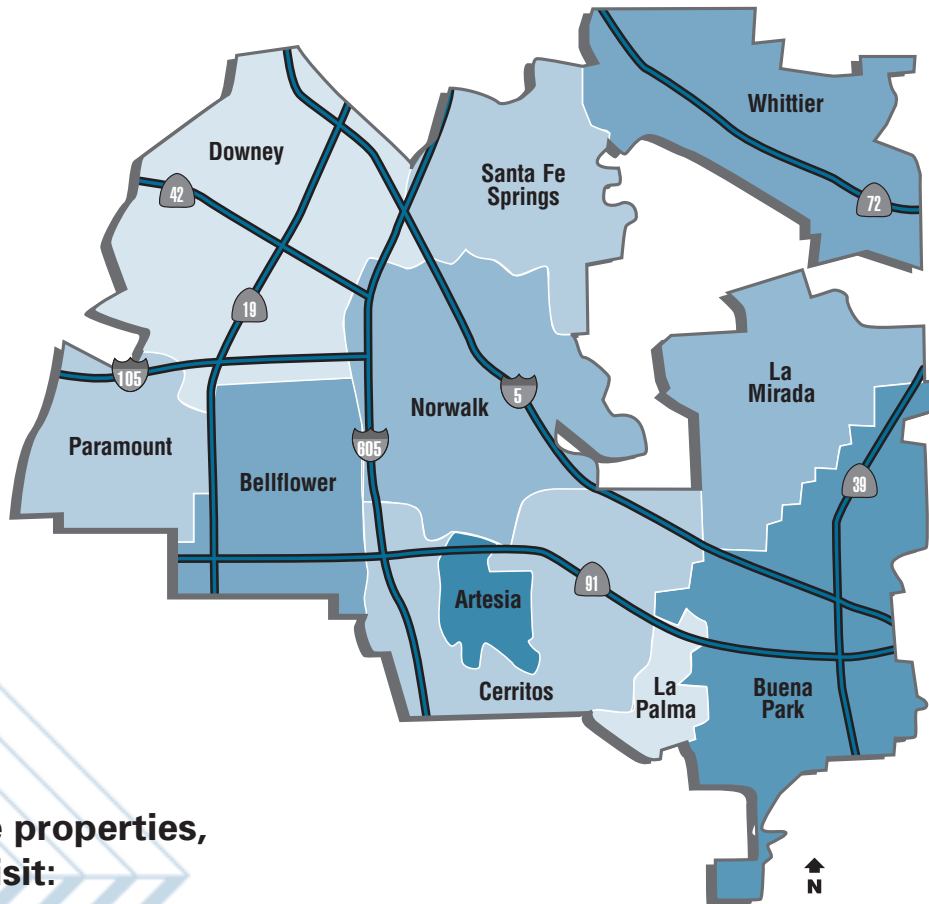 Whittier
Downey
Santa Fe
Springs
42
72
19
La
Mirada
105
5
Norwalk
Paramount
605
Bellflower
39
91
Artesia
Cerritos
La
Palma
Buena
Park
properties,
N